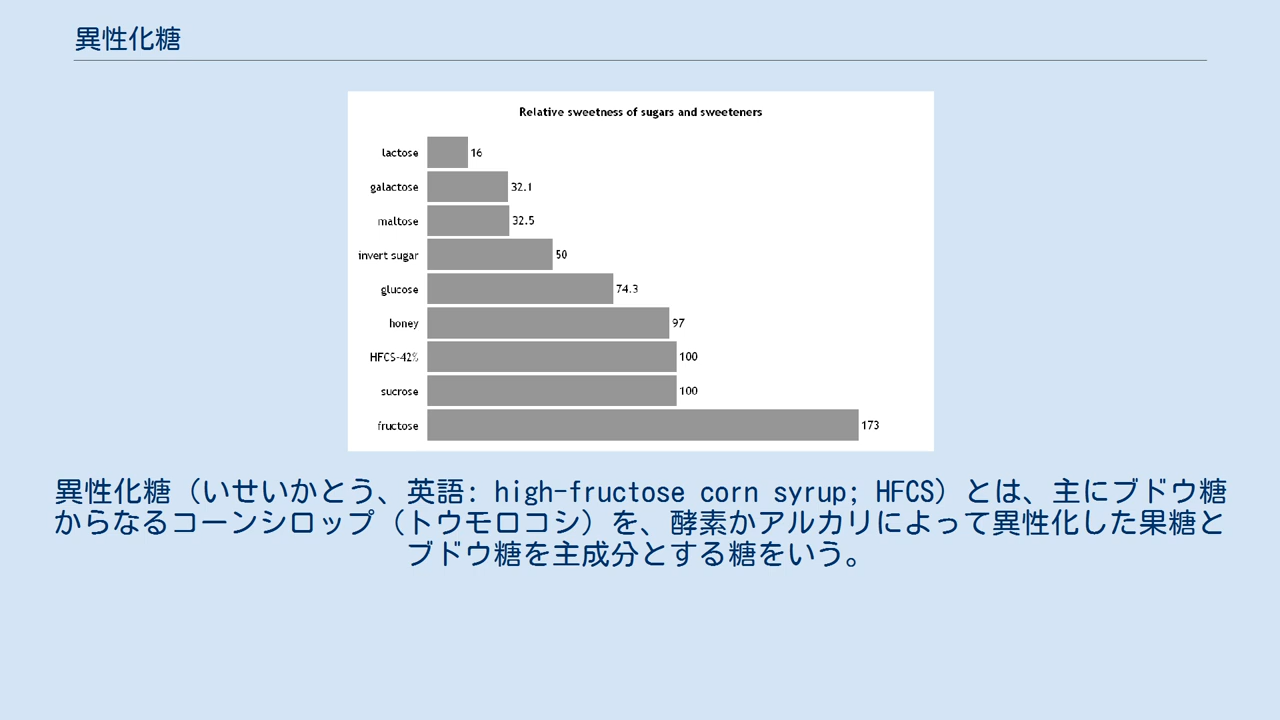 異性化糖
Relative sweetness of sugars and sweeteners
lactose 16
galactose 32.1
maltose 32.5
invert sugar 50
glucose 74.3
honey 97
HFCS-42% 100
sucrose 100
fructose 173
異性化糖（いせいかとう、英語: high-fructose corn syrup; HFCS）とは、主にブドウ糖
からなるコーンシロップ（トウモロコシ）を、酵素かアルカリによって異性化した果糖と
ブドウ糖を主成分とする糖をいう。